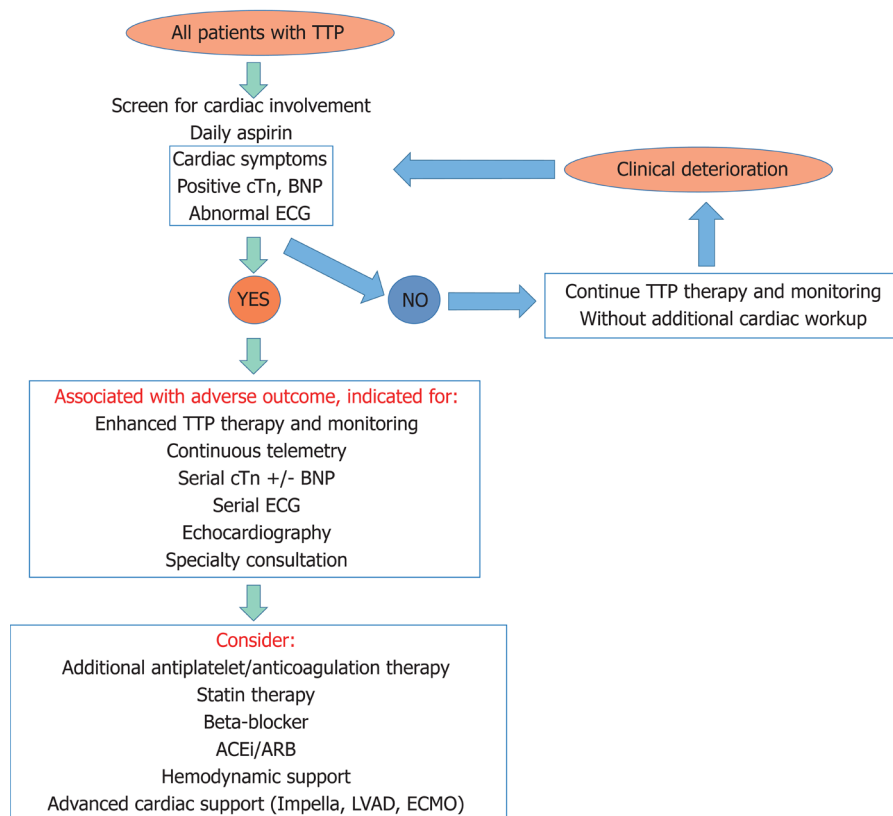 All patients with TTP
Screen for cardiac involvement
Daily aspirin
Cardiac symptoms
Positive cTn, BNP
Abnormal ECG
Clinical deterioration
YES
NO
Continue TTP therapy and monitoring
Without additional cardiac workup
Associated with adverse outcome, indicated for:
Enhanced TTP therapy and monitoring
Continuous telemetry
Serial cTn +/- BNP
Serial ECG
Echocardiography
Specialty consultation
Consider:
Additional antiplatelet/anticoagulation therapy
Statin therapy
Beta-blocker
ACEi/ARB
Hemodynamic support
Advanced cardiac support (Impella, LVAD, ECMO)